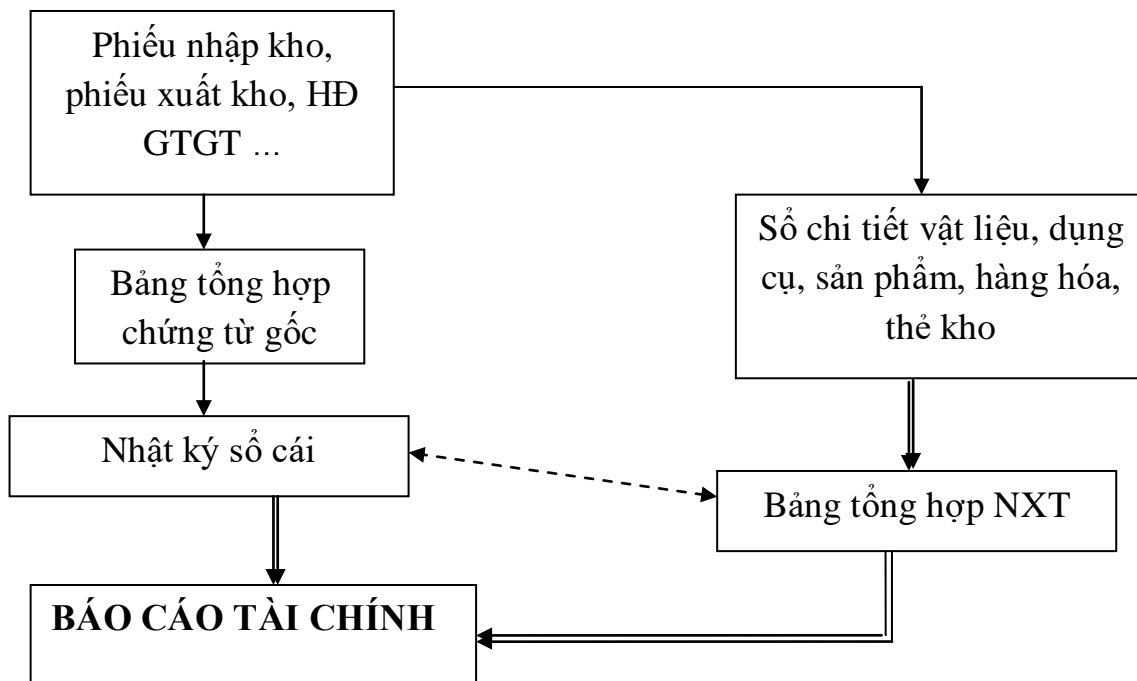 Phiếu nhập kho,
phiếu xuất kho, HĐ
GTGT ...
Sổ chi tiết vật liệu, dụng
cụ, sản phẩm, hàng hóa,
thẻ kho
Bảng tổng hợp
chứng từ gốc
Nhật ký sổ cái
Bảng tổng hợp NXT
BÁO CÁO TÀI CHÍNH